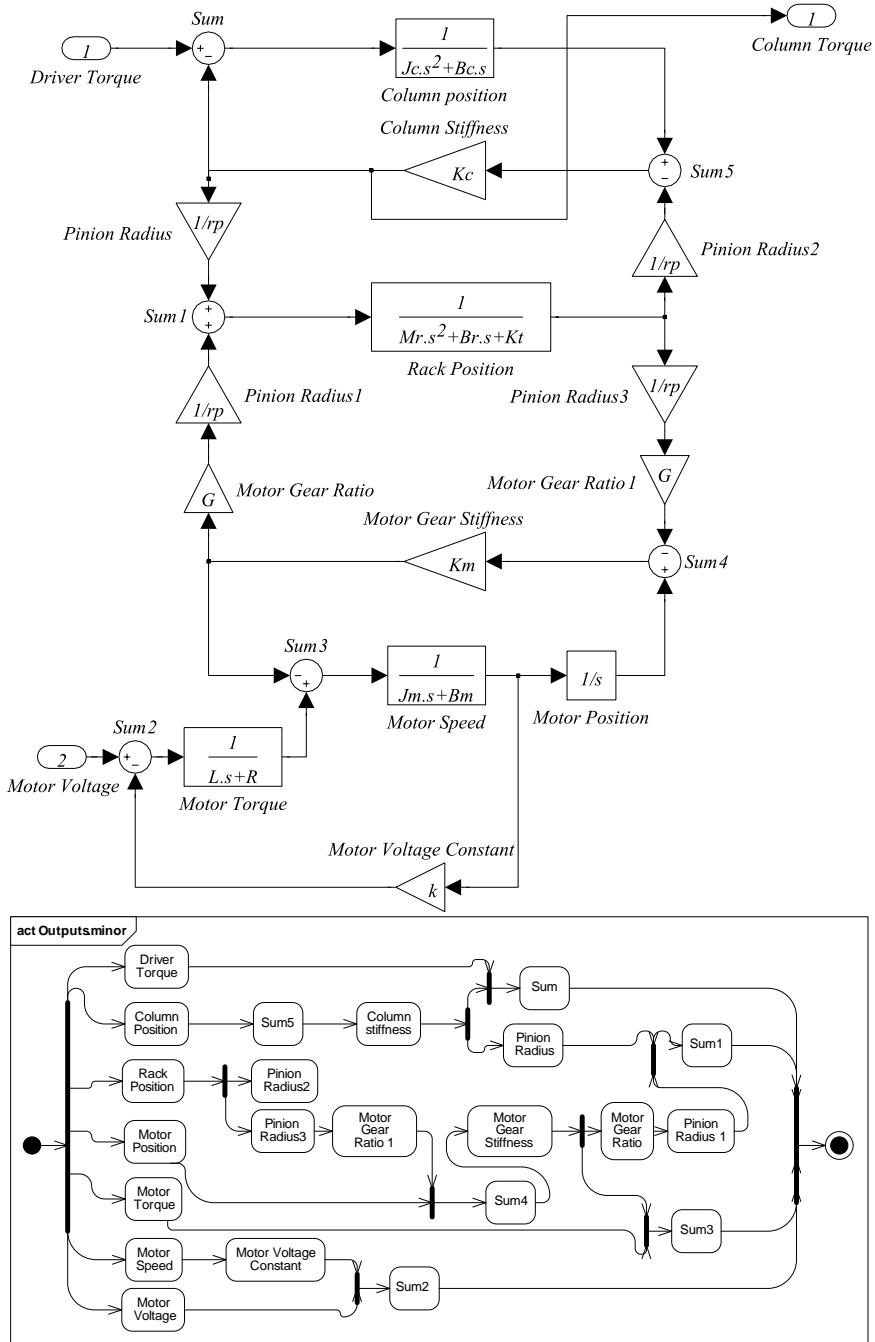 Sum
1
Driver Torque
+
−
1
Jc.s²+Bc.s
Column position
1
Column Torque
Column Stiffness
Kc
+
−
Sum5
Pinion Radius
1/rp
1/rp
Pinion Radius2
Sum1
+
+
1
Mr.s²+Br.s+Kt
Rack Position
1/rp
Pinion Radius1
Pinion Radius3
1/rp
G
Motor Gear Ratio
Motor Gear Ratio 1
G
Motor Gear Stiffness
Km
−
+
Sum4
Sum3
−
+
1
Jm.s+Bm
Motor Speed
1/s
Motor Position
Sum2
2
Motor Voltage
+
−
1
L.s+R
Motor Torque
Motor Voltage Constant
k
act Outputs.minor
Driver
Torque
Sum
Column
Position
Sum5
Column
stiffness
Pinion
Radius
Sum1
Rack
Position
Pinion
Radius2
Pinion
Radius3
Motor
Gear
Ratio 1
Motor
Gear
Stiffness
Motor
Gear
Ratio
Pinion
Radius 1
Motor
Position
Sum4
Motor
Torque
Sum3
Motor
Speed
Motor Voltage
Constant
Sum2
Motor
Voltage